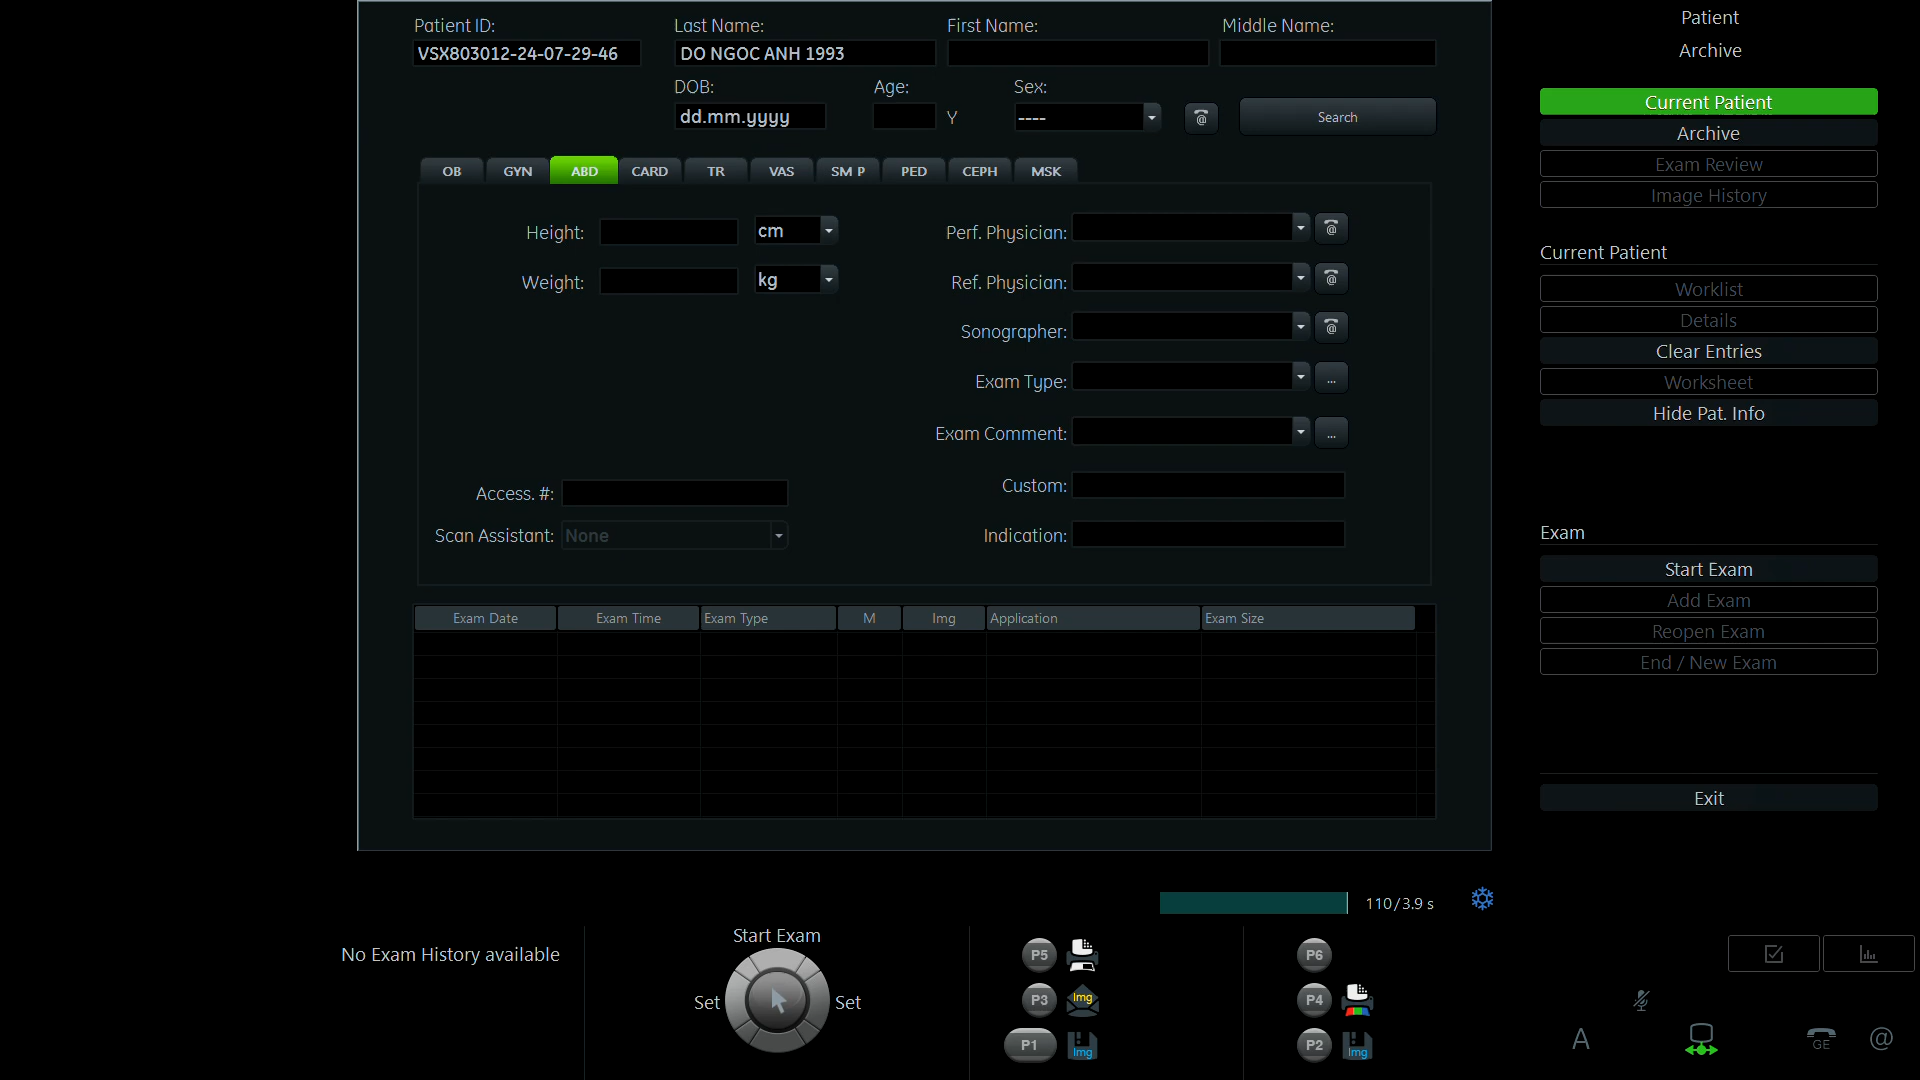 Patient ID: Last Name: First Name: Middle Name:
VSX803012-24-07-29-46 DO NGOC ANH 1993
DOB: Age: Sex:
dd.mm.yyyy Y ---- @ Search
OB GYN ABD CARD TR VAS SM P PED CEPH MSK
Height: cm Perf. Physician: @
Weight: kg Ref. Physician: @
Sonographer: @
Exam Type: ...
Exam Comment: ...
Custom:
Access. #:
Scan Assistant: None Indication:
Exam Date Exam Time Exam Type M Img Application Exam Size
Patient
Archive
Current Patient
Archive
Exam Review
Image History
Current Patient
Worklist
Details
Clear Entries
Worksheet
Hide Pat. Info
Exam
Start Exam
Add Exam
Reopen Exam
End / New Exam
Exit
110/3.9 s
No Exam History available
Start Exam
Set Set
P5 P6
P3 Img P4
P1 Img P2 Img
A GE @